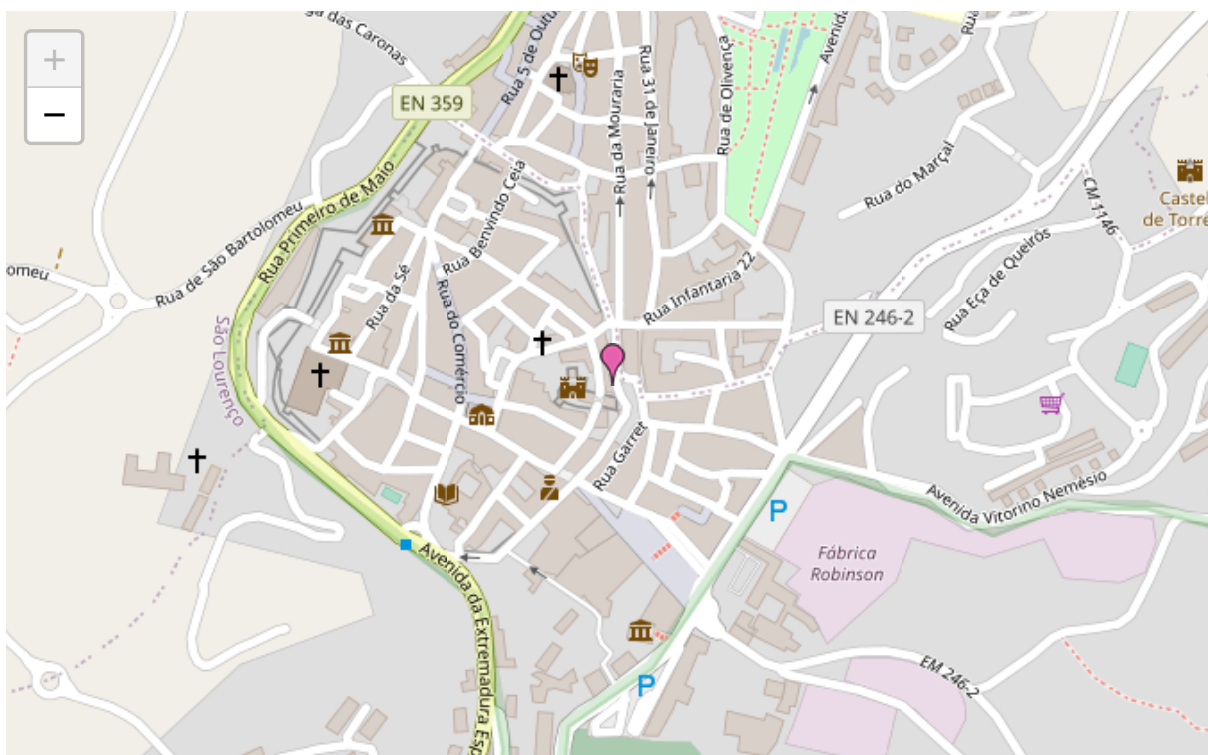 +
−
ga das Caronas
Rua 5 de Outu
EN 359
Rua da Mouraria
Rua 31 de Janeiro
Rua de Olivença
Avenida
Rua
Rua do Marçal
CM 1146
Castel
de Torre
Rua Primeiro de Maio
Rua de São Bartolomeu
olomeu
Rua Benvindo Ceia
Rua da Sé
Rua do Comércio
Rua Infantaria 22
EN 246-2
Rua Eça de Queirós
São Lourenço
Rua Garret
Avenida Vitorino Nemésio
P
Fábrica
Robinson
Avenida da Extremadura Esp
EM 246-2
P